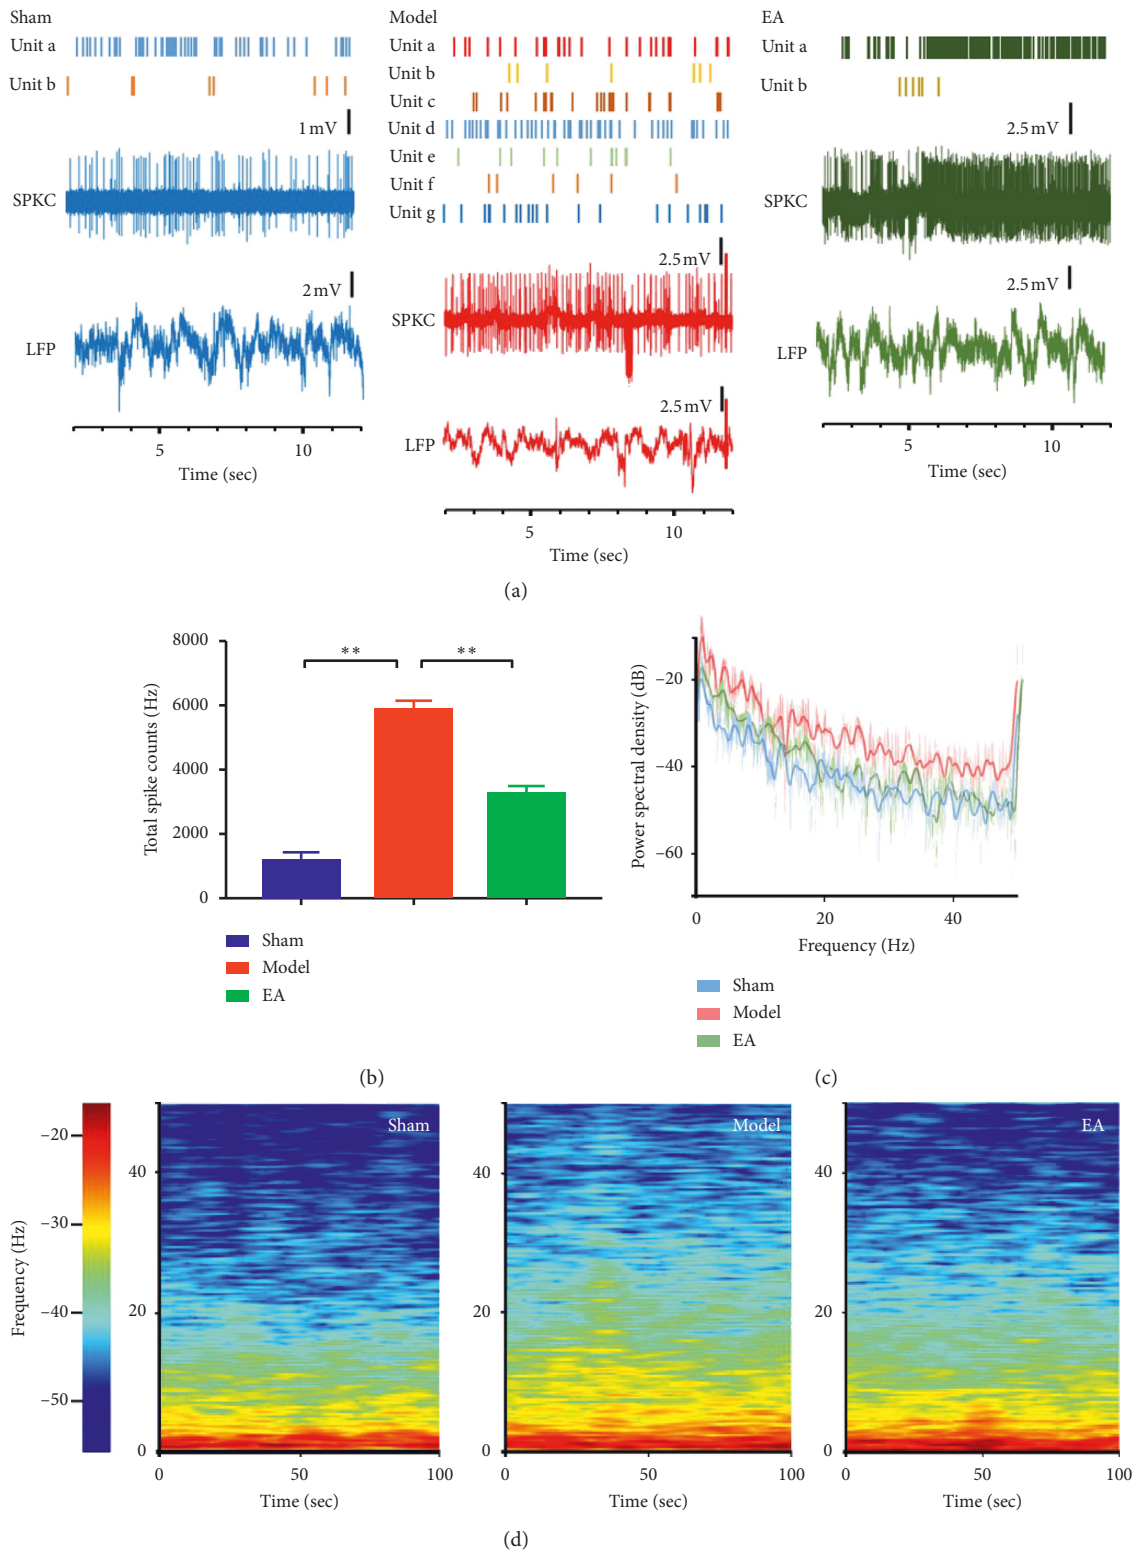 Sham
Unit a
Unit b
1 mV
SPKC
2 mV
LFP
5
10
Time (sec)
Model
Unit a
Unit b
Unit c
Unit d
Unit e
Unit f
Unit g
2.5 mV
SPKC
2.5 mV
LFP
5
10
Time (sec)
EA
Unit a
Unit b
2.5 mV
SPKC
2.5 mV
LFP
5
10
Time (sec)
(a)
Total spike counts (Hz)
8000
6000
4000
2000
0
**
**
Sham
Model
EA
(b)
Power spectral density (dB)
−20
−40
−60
0
20
40
Frequency (Hz)
Sham
Model
EA
(c)
Frequency (Hz)
−20
−30
−40
−50
Sham
40
20
0
0
50
100
Time (sec)
Model
40
20
0
0
50
100
Time (sec)
EA
40
20
0
0
50
100
Time (sec)
(d)